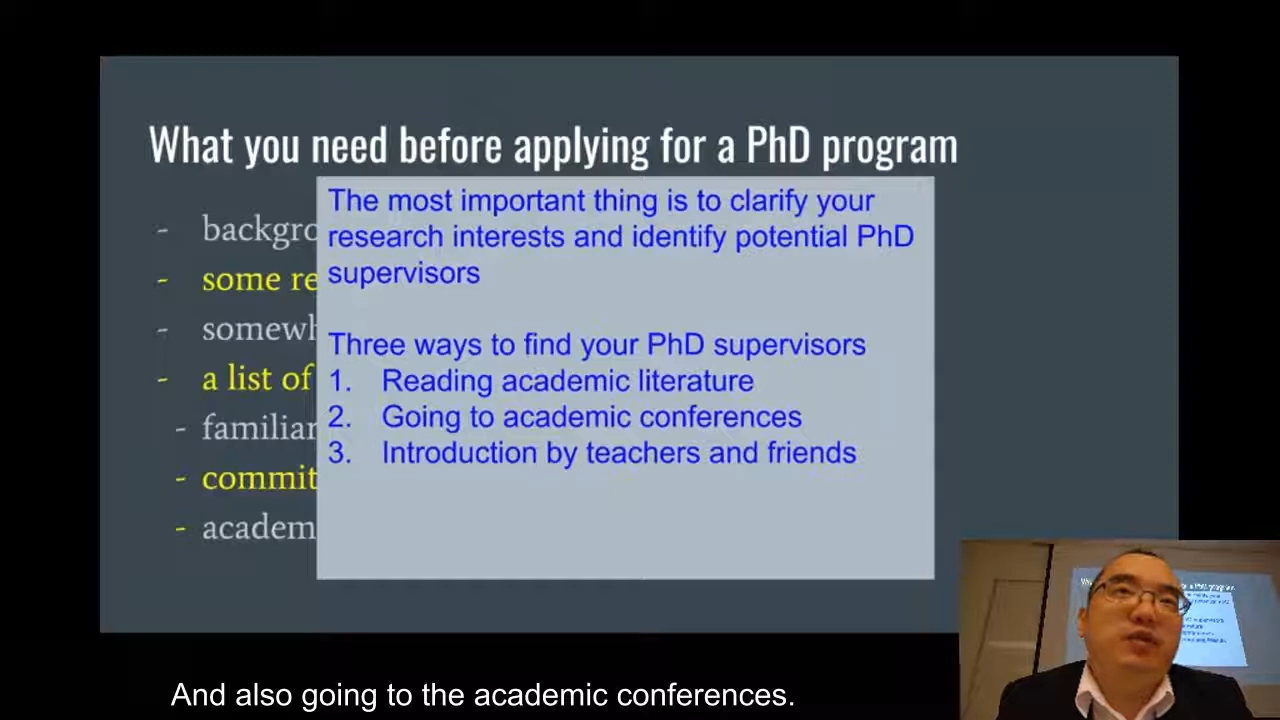 What you need before applying for a PhD program
- backgro
- some re
- somewh
- a list of
- familiar
- commit
- academ
The most important thing is to clarify your
research interests and identify potential PhD
supervisors
Three ways to find your PhD supervisors
1. Reading academic literature
2. Going to academic conferences
3. Introduction by teachers and friends
And also going to the academic conferences.